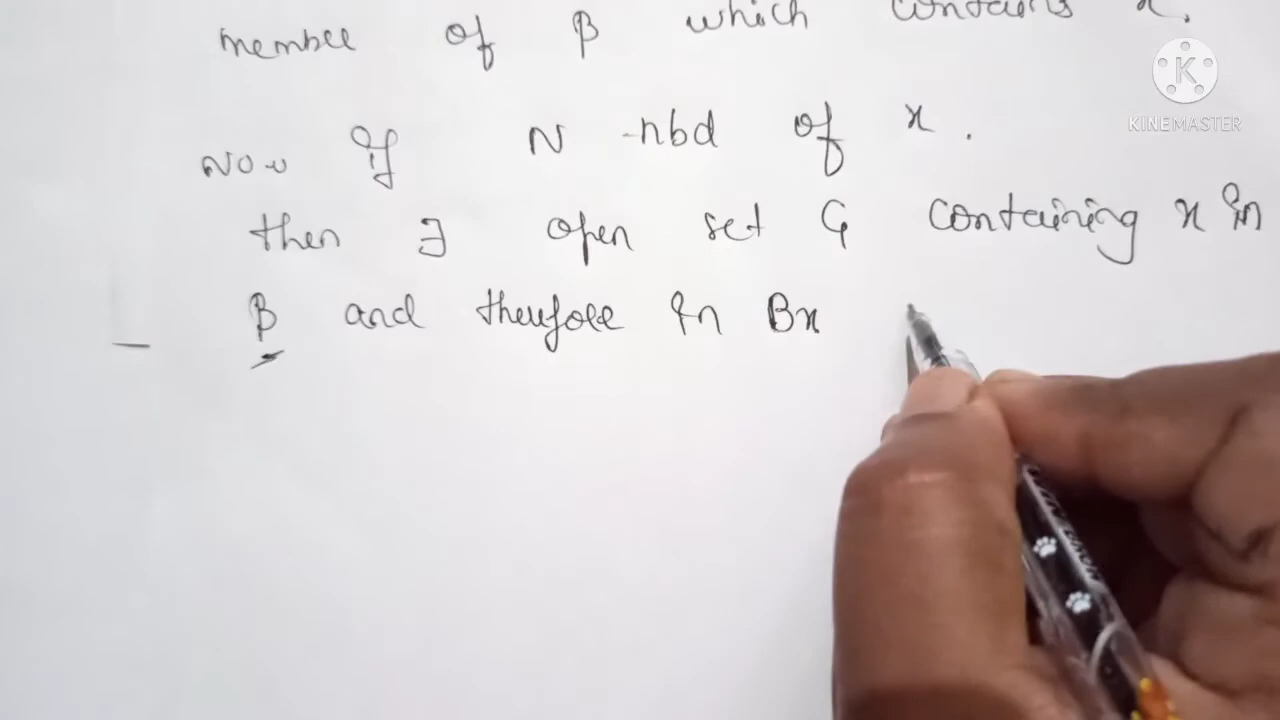 member of β which contains x.
Now If N nbd of x.
then ∃ open set G containing x in
β and therefore in Bx
K
KINEMASTER